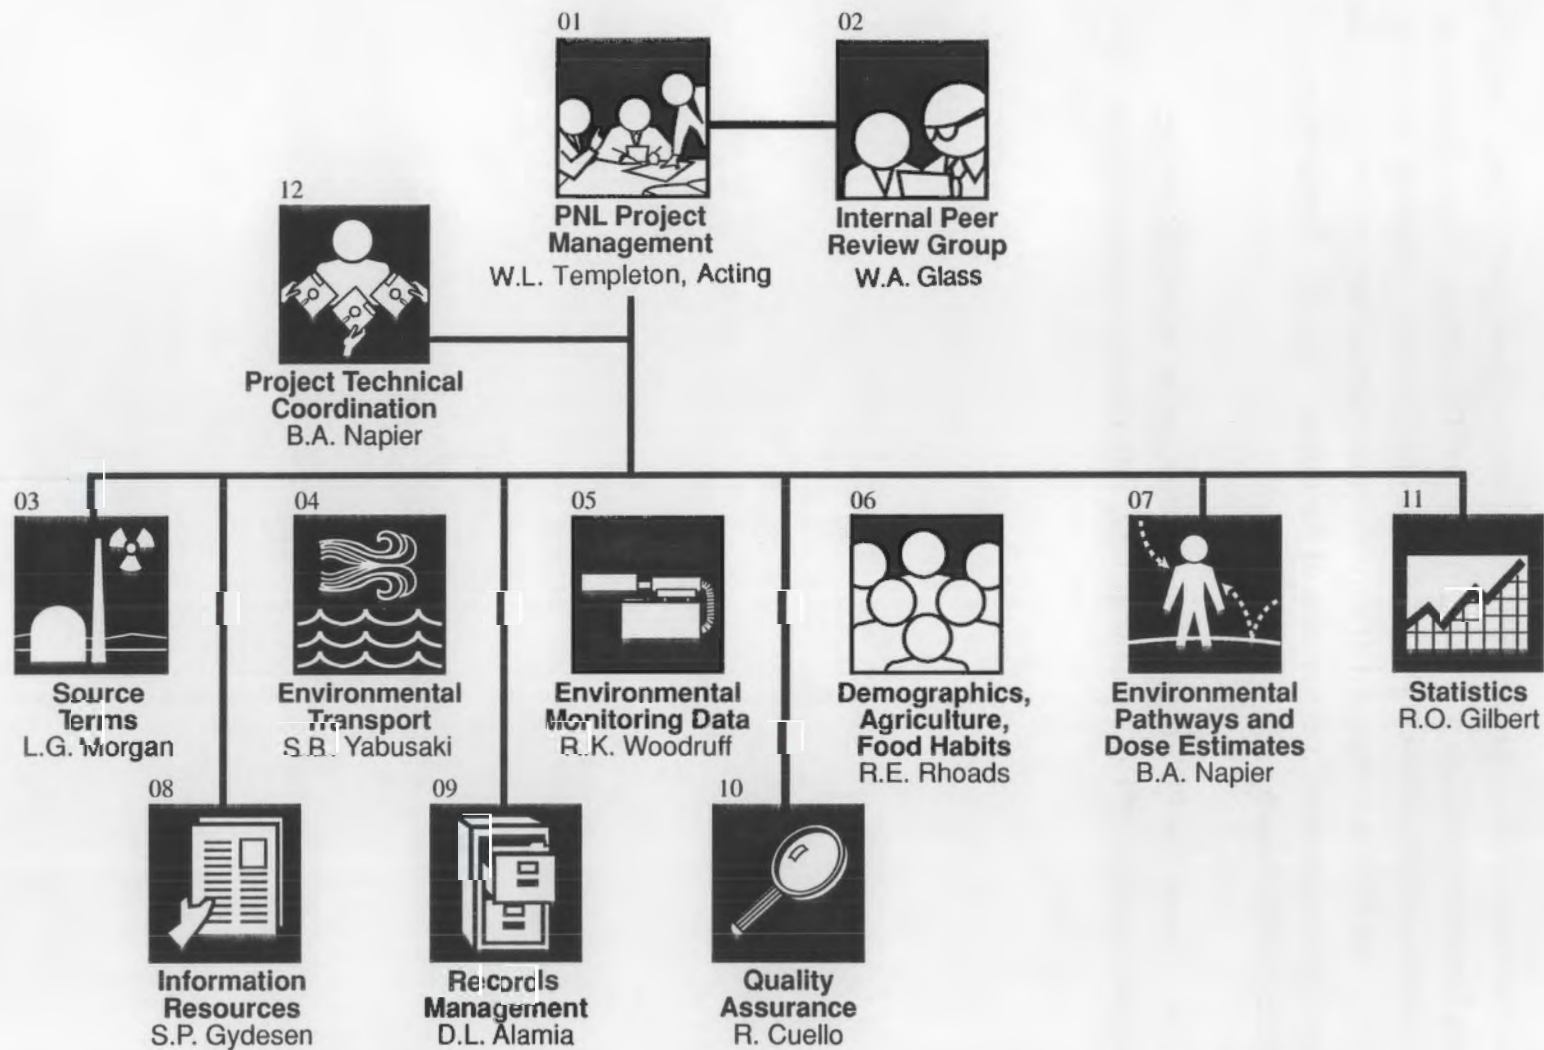 01
PNL Project
Management
W.L. Templeton, Acting
02
Internal Peer
Review Group
W.A. Glass
12
Project Technical
Coordination
B.A. Napier
03
Source
Terms
L.G. Morgan
04
Environmental
Transport
S.B. Yabusaki
05
Environmental
Monitoring Data
R.K. Woodruff
06
Demographics,
Agriculture,
Food Habits
R.E. Rhoads
07
Environmental
Pathways and
Dose Estimates
B.A. Napier
11
Statistics
R.O. Gilbert
08
Information
Resources
S.P. Gydesen
09
Records
Management
D.L. Alamia
10
Quality
Assurance
R. Cuello